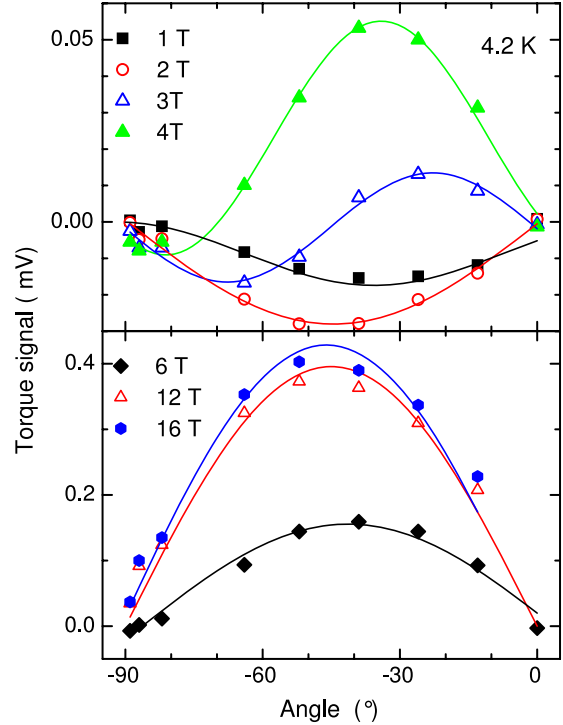 4.2 K
1 T
2 T
3T
4T
0.05
0.00
Torque signal ( mV)
6 T
12 T
16 T
0.4
0.2
0.0
-90
-60
-30
0
Angle (°)